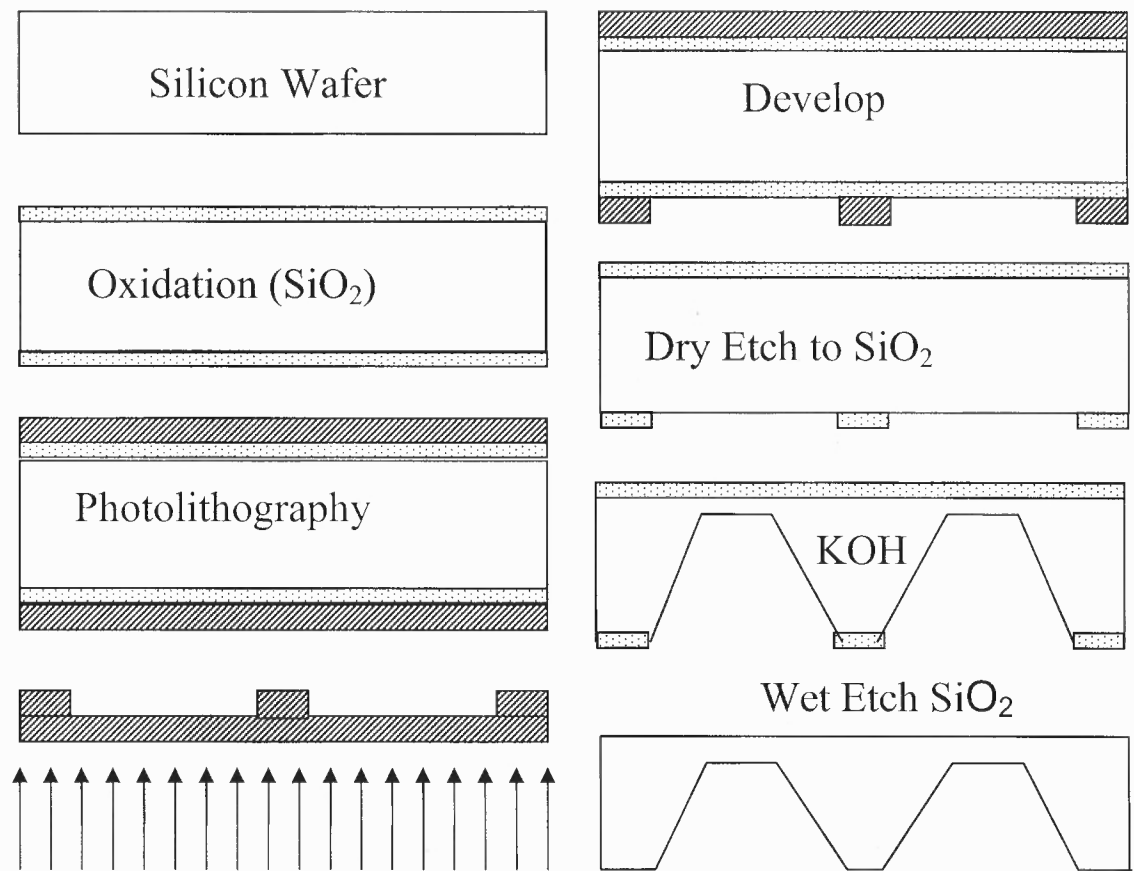 Silicon Wafer
Oxidation (SiO₂)
Photolithography
Develop
Dry Etch to SiO₂
KOH
Wet Etch SiO₂